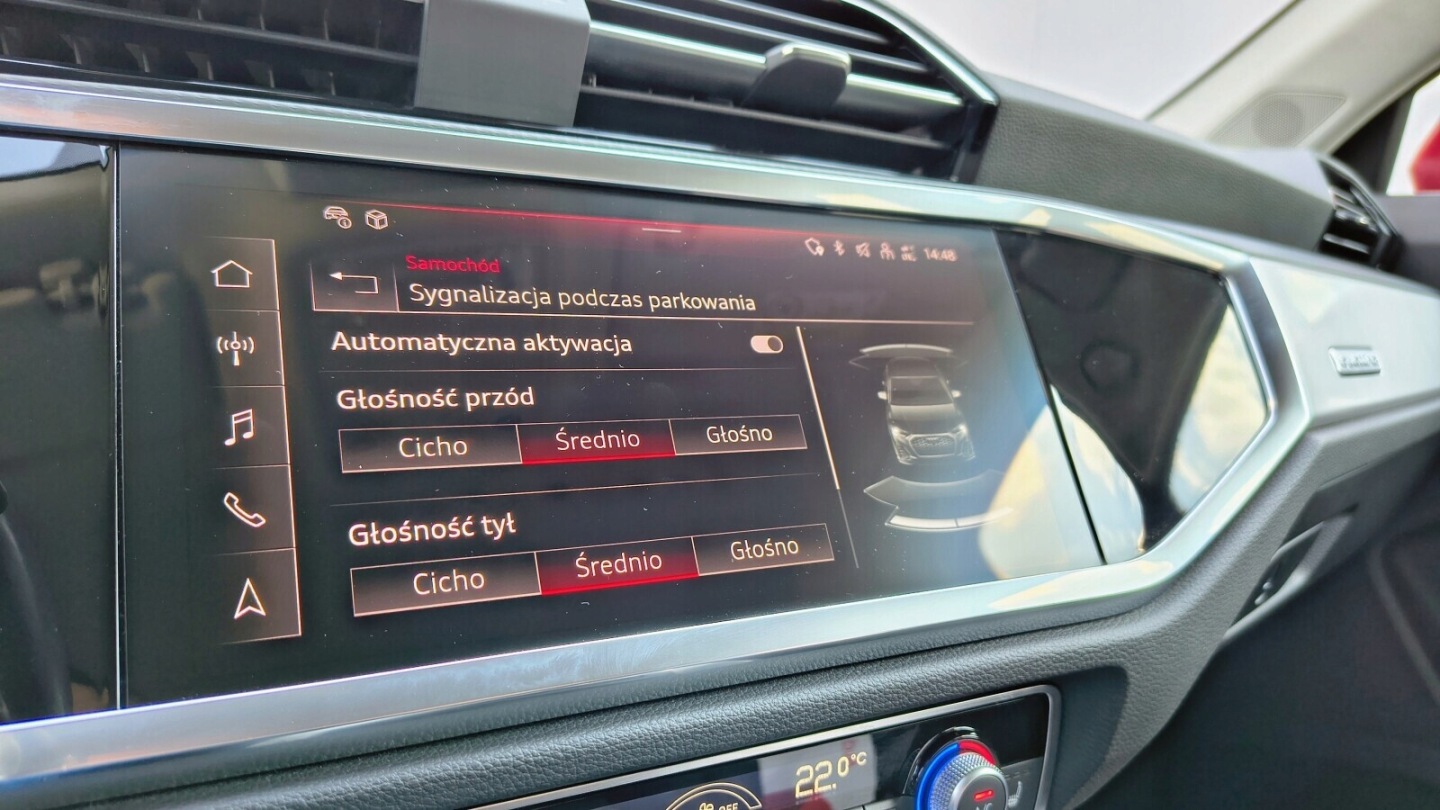 14:48
Samochód
Sygnalizacja podczas parkowania
Automatyczna aktywacja
Głośność przód
Cicho Średnio Głośno
Głośność tył
Cicho Średnio Głośno
22.0°C
OFF